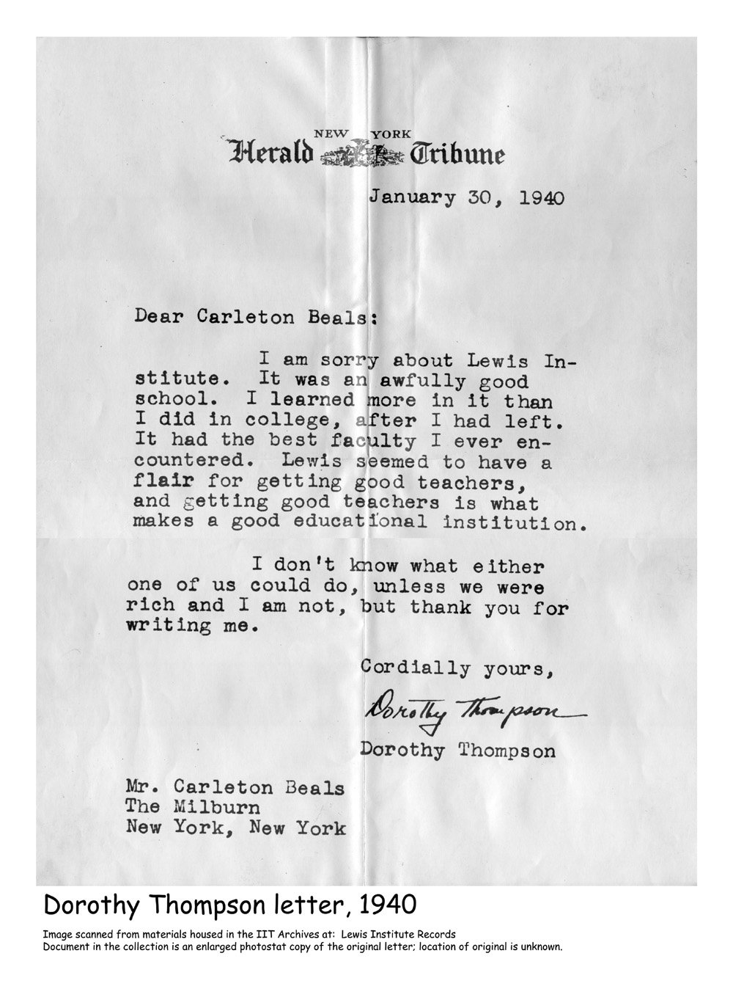 NEW YORK
Herald Tribune
January 30, 1940
Dear Carleton Beals:
I am sorry about Lewis In-
stitute. It was an awfully good
school. I learned more in it than
I did in college, after I had left.
It had the best faculty I ever en-
countered. Lewis seemed to have a
flair for getting good teachers,
and getting good teachers is what
makes a good educational institution.
I don't know what either
one of us could do, unless we were
rich and I am not, but thank you for
writing me.
Cordially yours,
Dorothy Thompson
Dorothy Thompson
Mr. Carleton Beals
The Milburn
New York, New York
Dorothy Thompson letter, 1940
Image scanned from materials housed in the IIT Archives at: Lewis Institute Records
Document in the collection is an enlarged photostat copy of the original letter; location of original is unknown.